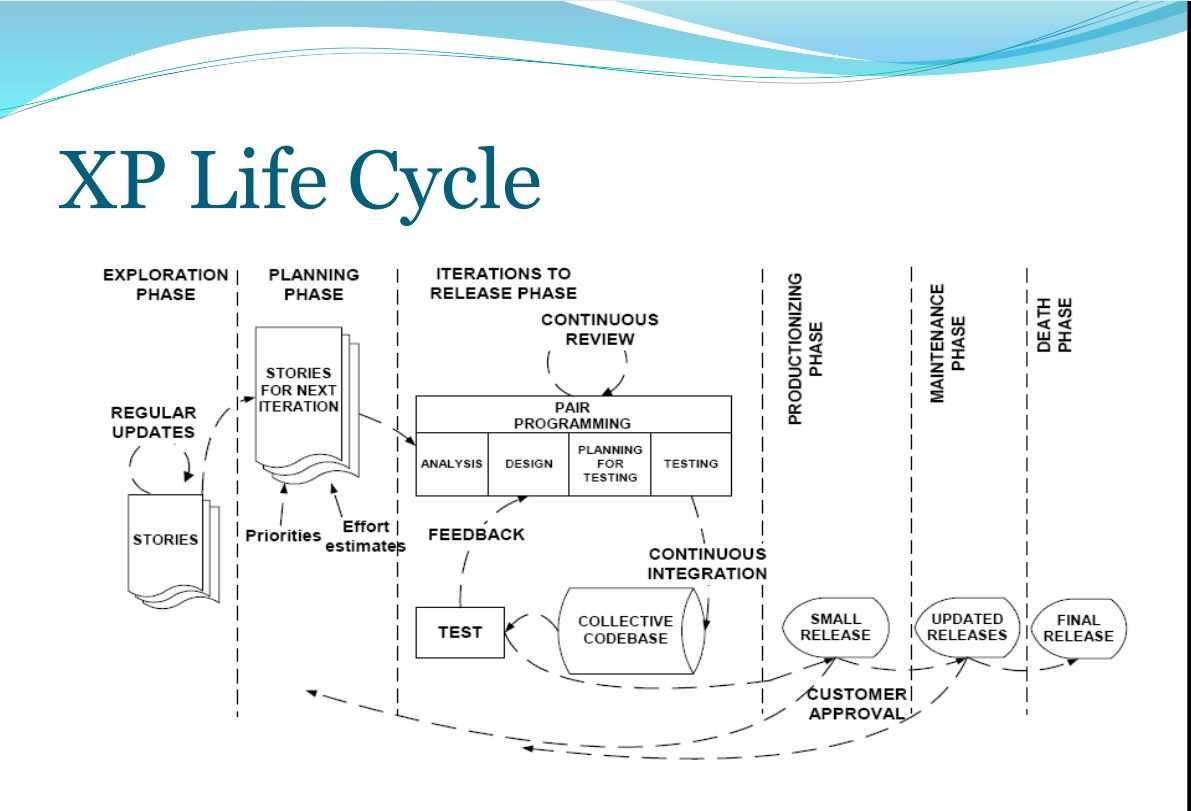 XP Life Cycle
EXPLORATION
PHASE
PLANNING
PHASE
ITERATIONS TO
RELEASE PHASE
PRODUCTIONIZING
PHASE
MAINTENANCE
PHASE
DEATH
PHASE
CONTINUOUS
REVIEW
STORIES
FOR NEXT
ITERATION
REGULAR
UPDATES
PAIR
PROGRAMMING
ANALYSIS
DESIGN
PLANNING
FOR
TESTING
TESTING
STORIES
Priorities
Effort
estimates
FEEDBACK
CONTINUOUS
INTEGRATION
TEST
COLLECTIVE
CODEBASE
SMALL
RELEASE
UPDATED
RELEASES
FINAL
RELEASE
CUSTOMER
APPROVAL